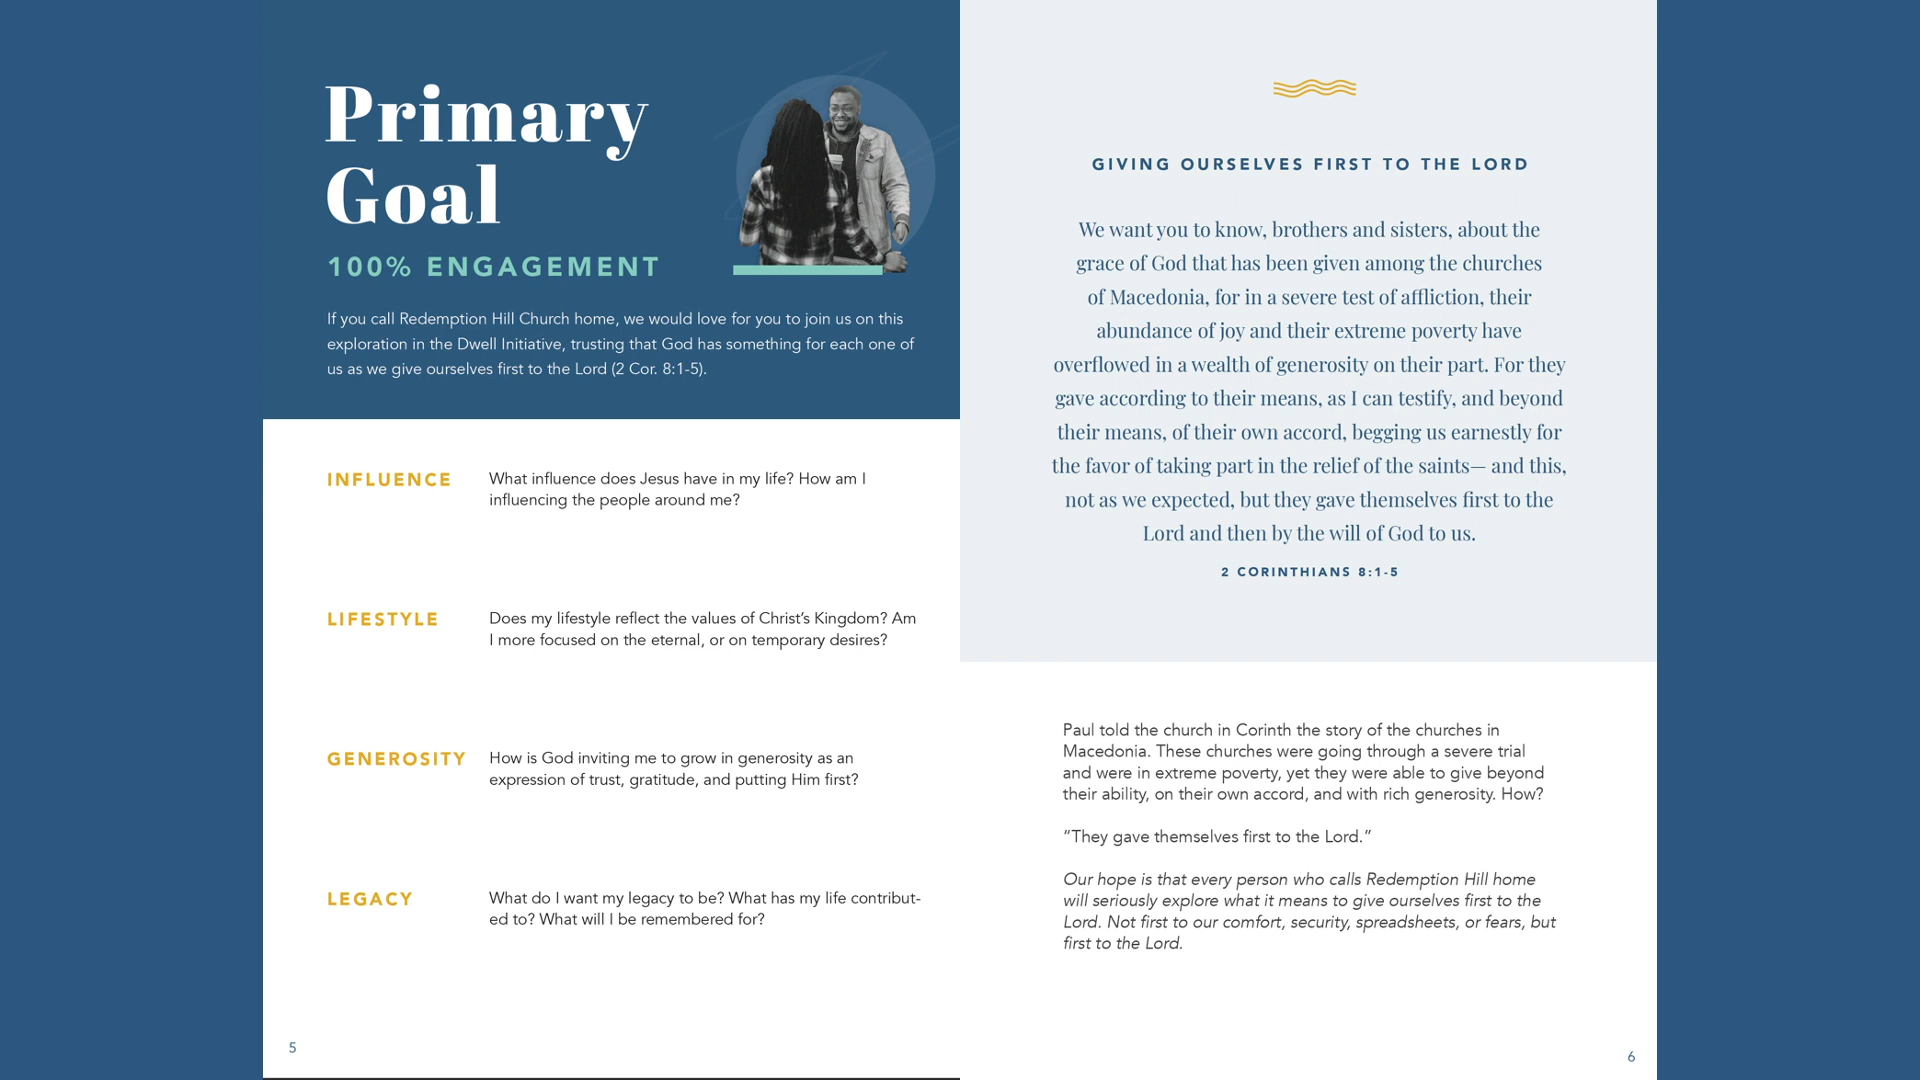 Primary
Goal
100% ENGAGEMENT
If you call Redemption Hill Church home, we would love for you to join us on this
exploration in the Dwell Initiative, trusting that God has something for each one of
us as we give ourselves first to the Lord (2 Cor. 8:1-5).
INFLUENCE
What influence does Jesus have in my life? How am I
influencing the people around me?
LIFESTYLE
Does my lifestyle reflect the values of Christ’s Kingdom? Am
I more focused on the eternal, or on temporary desires?
GENEROSITY
How is God inviting me to grow in generosity as an
expression of trust, gratitude, and putting Him first?
LEGACY
What do I want my legacy to be? What has my life contribut-
ed to? What will I be remembered for?
5
GIVING OURSELVES FIRST TO THE LORD
We want you to know, brothers and sisters, about the
grace of God that has been given among the churches
of Macedonia, for in a severe test of affliction, their
abundance of joy and their extreme poverty have
overflowed in a wealth of generosity on their part. For they
gave according to their means, as I can testify, and beyond
their means, of their own accord, begging us earnestly for
the favor of taking part in the relief of the saints— and this,
not as we expected, but they gave themselves first to the
Lord and then by the will of God to us.
2 CORINTHIANS 8:1-5
Paul told the church in Corinth the story of the churches in
Macedonia. These churches were going through a severe trial
and were in extreme poverty, yet they were able to give beyond
their ability, on their own accord, and with rich generosity. How?
“They gave themselves first to the Lord.”
Our hope is that every person who calls Redemption Hill home
will seriously explore what it means to give ourselves first to the
Lord. Not first to our comfort, security, spreadsheets, or fears, but
first to the Lord.
6